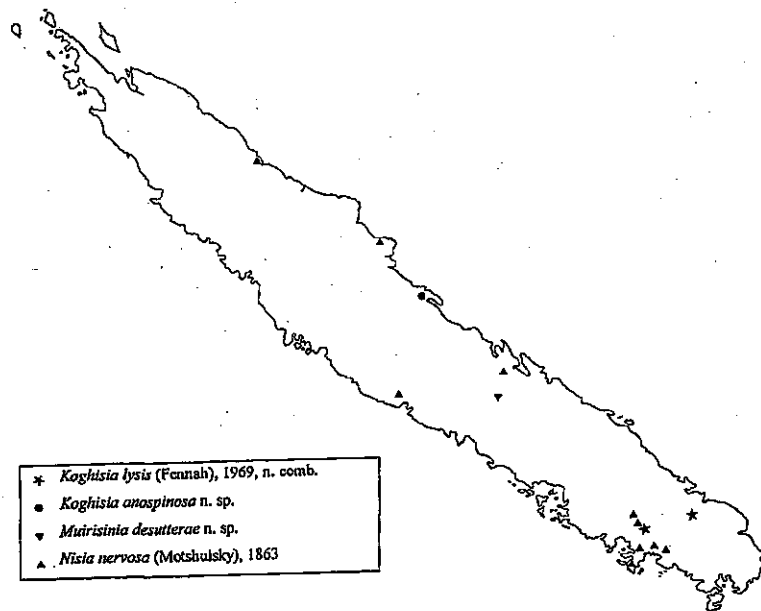 Koghisia lysis (Fennah), 1969, n. comb.
Koghisia anospinosa n. sp.
Muirisinia desutterae n. sp.
Nisia nervosa (Motshulsky), 1863